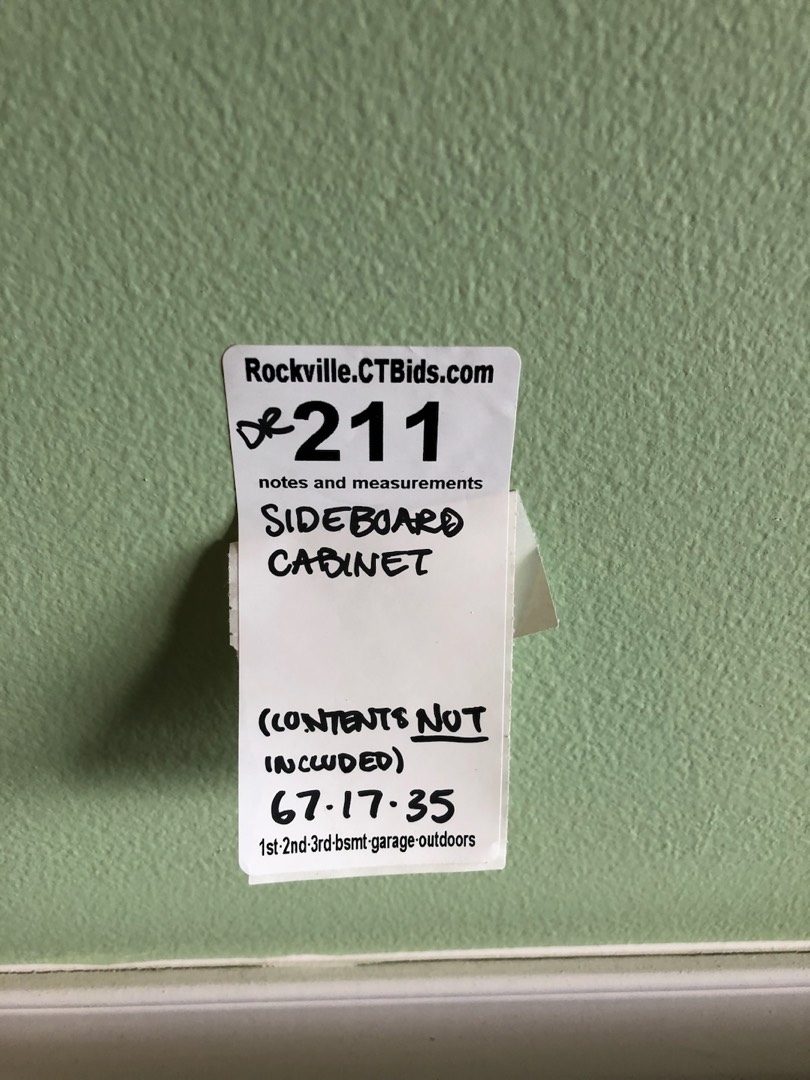 Rockville.CTBids.com
DR 211
notes and measurements
SIDEBOARD
CABINET
(CONTENTS NOT
INCLUDED)
67·17·35
1st·2nd·3rd·bsmt·garage·outdoors